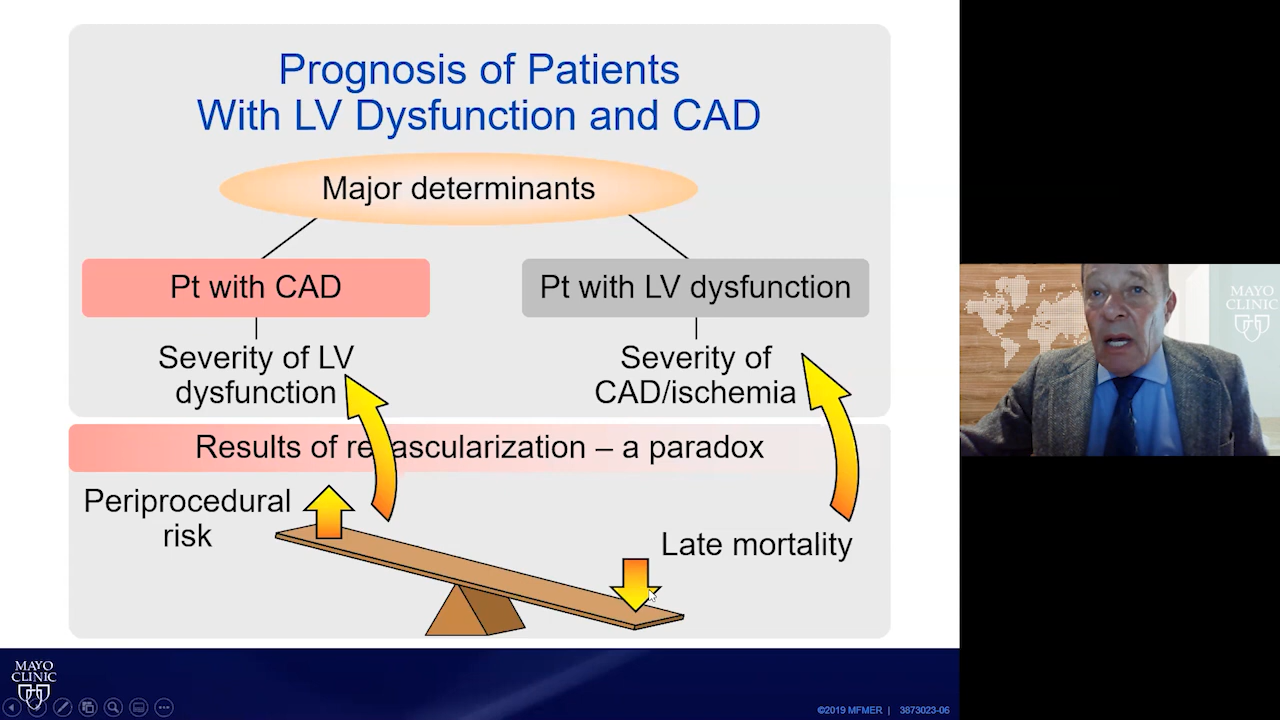 Prognosis of Patients
With LV Dysfunction and CAD
Major determinants
Pt with CAD
Pt with LV dysfunction
Severity of LV
dysfunction
Severity of
CAD/ischemia
Results of revascularization – a paradox
Periprocedural
risk
Late mortality
MAYO
CLINIC
©2019 MFMER | 3873023-06
MAYO
CLINIC